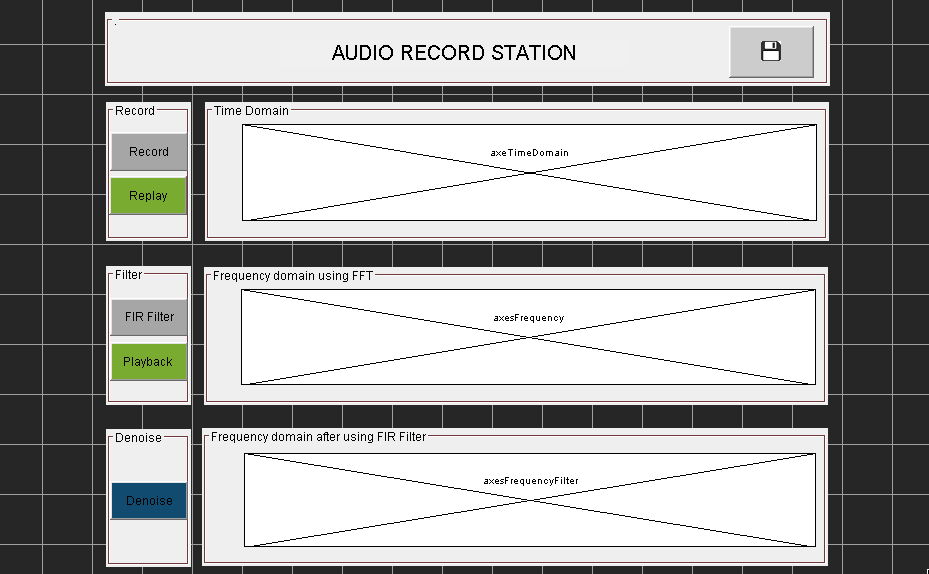 AUDIO RECORD STATION
Record
Time Domain
Record
axeTimeDomain
Replay
Filter
Frequency domain using FFT
FIR Filter
axesFrequency
Playback
Denoise
Frequency domain after using FIR Filter
axesFrequencyFilter
Denoise